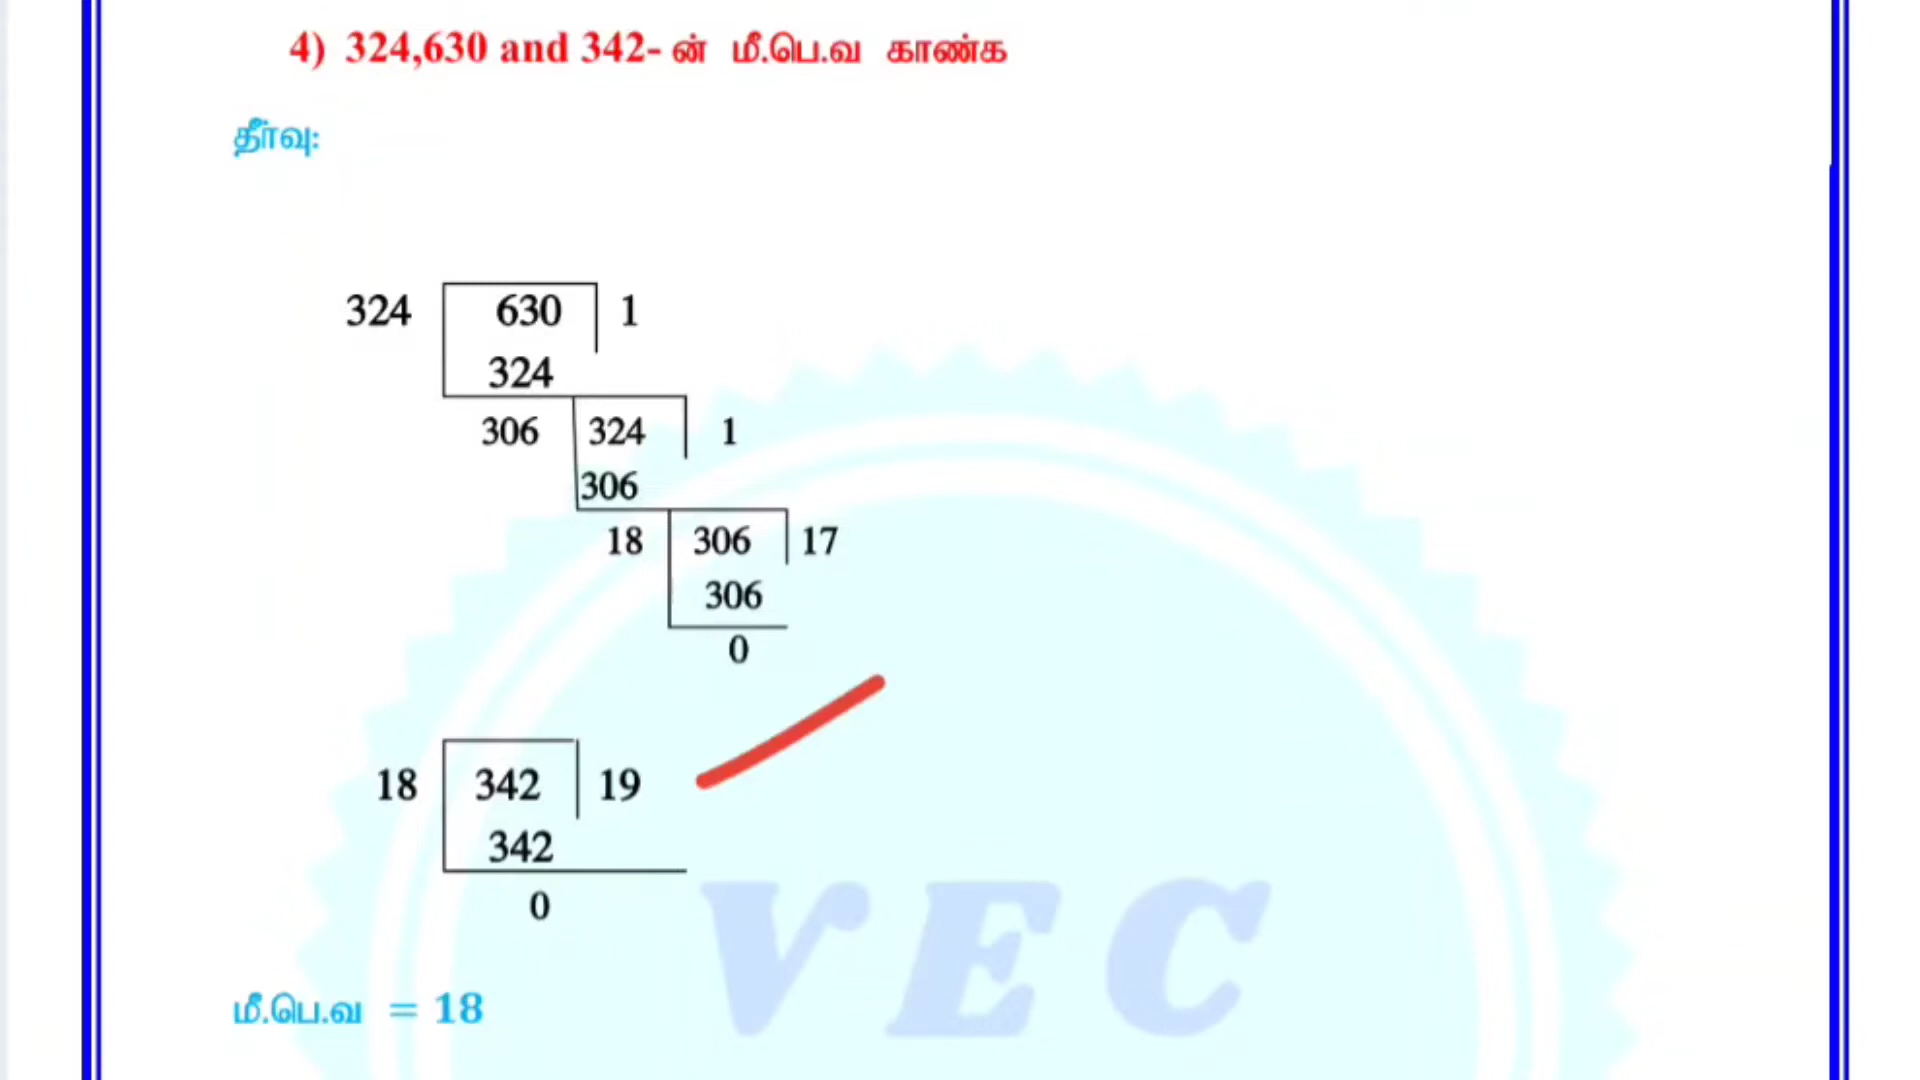 4) 324,630 and 342- ன் மீ.பெ.வ காண்க
தீர்வு:
324 630 1
324
306 324 1
306
18 306 17
306
0
18 342 19
342
0
VEC
மீ.பெ.வ = 18